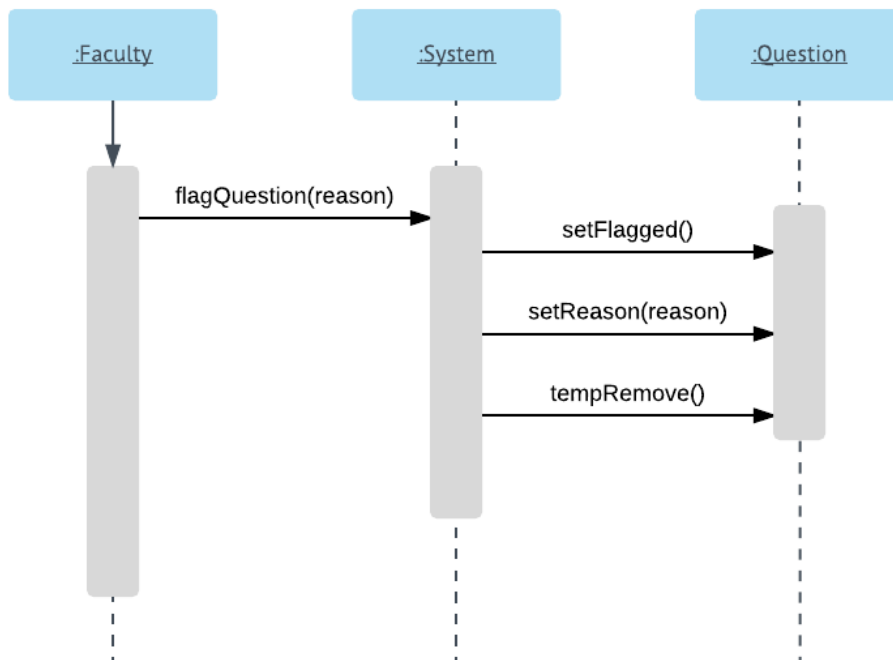 :Faculty
:System
:Question
flagQuestion(reason)
setFlagged()
setReason(reason)
tempRemove()